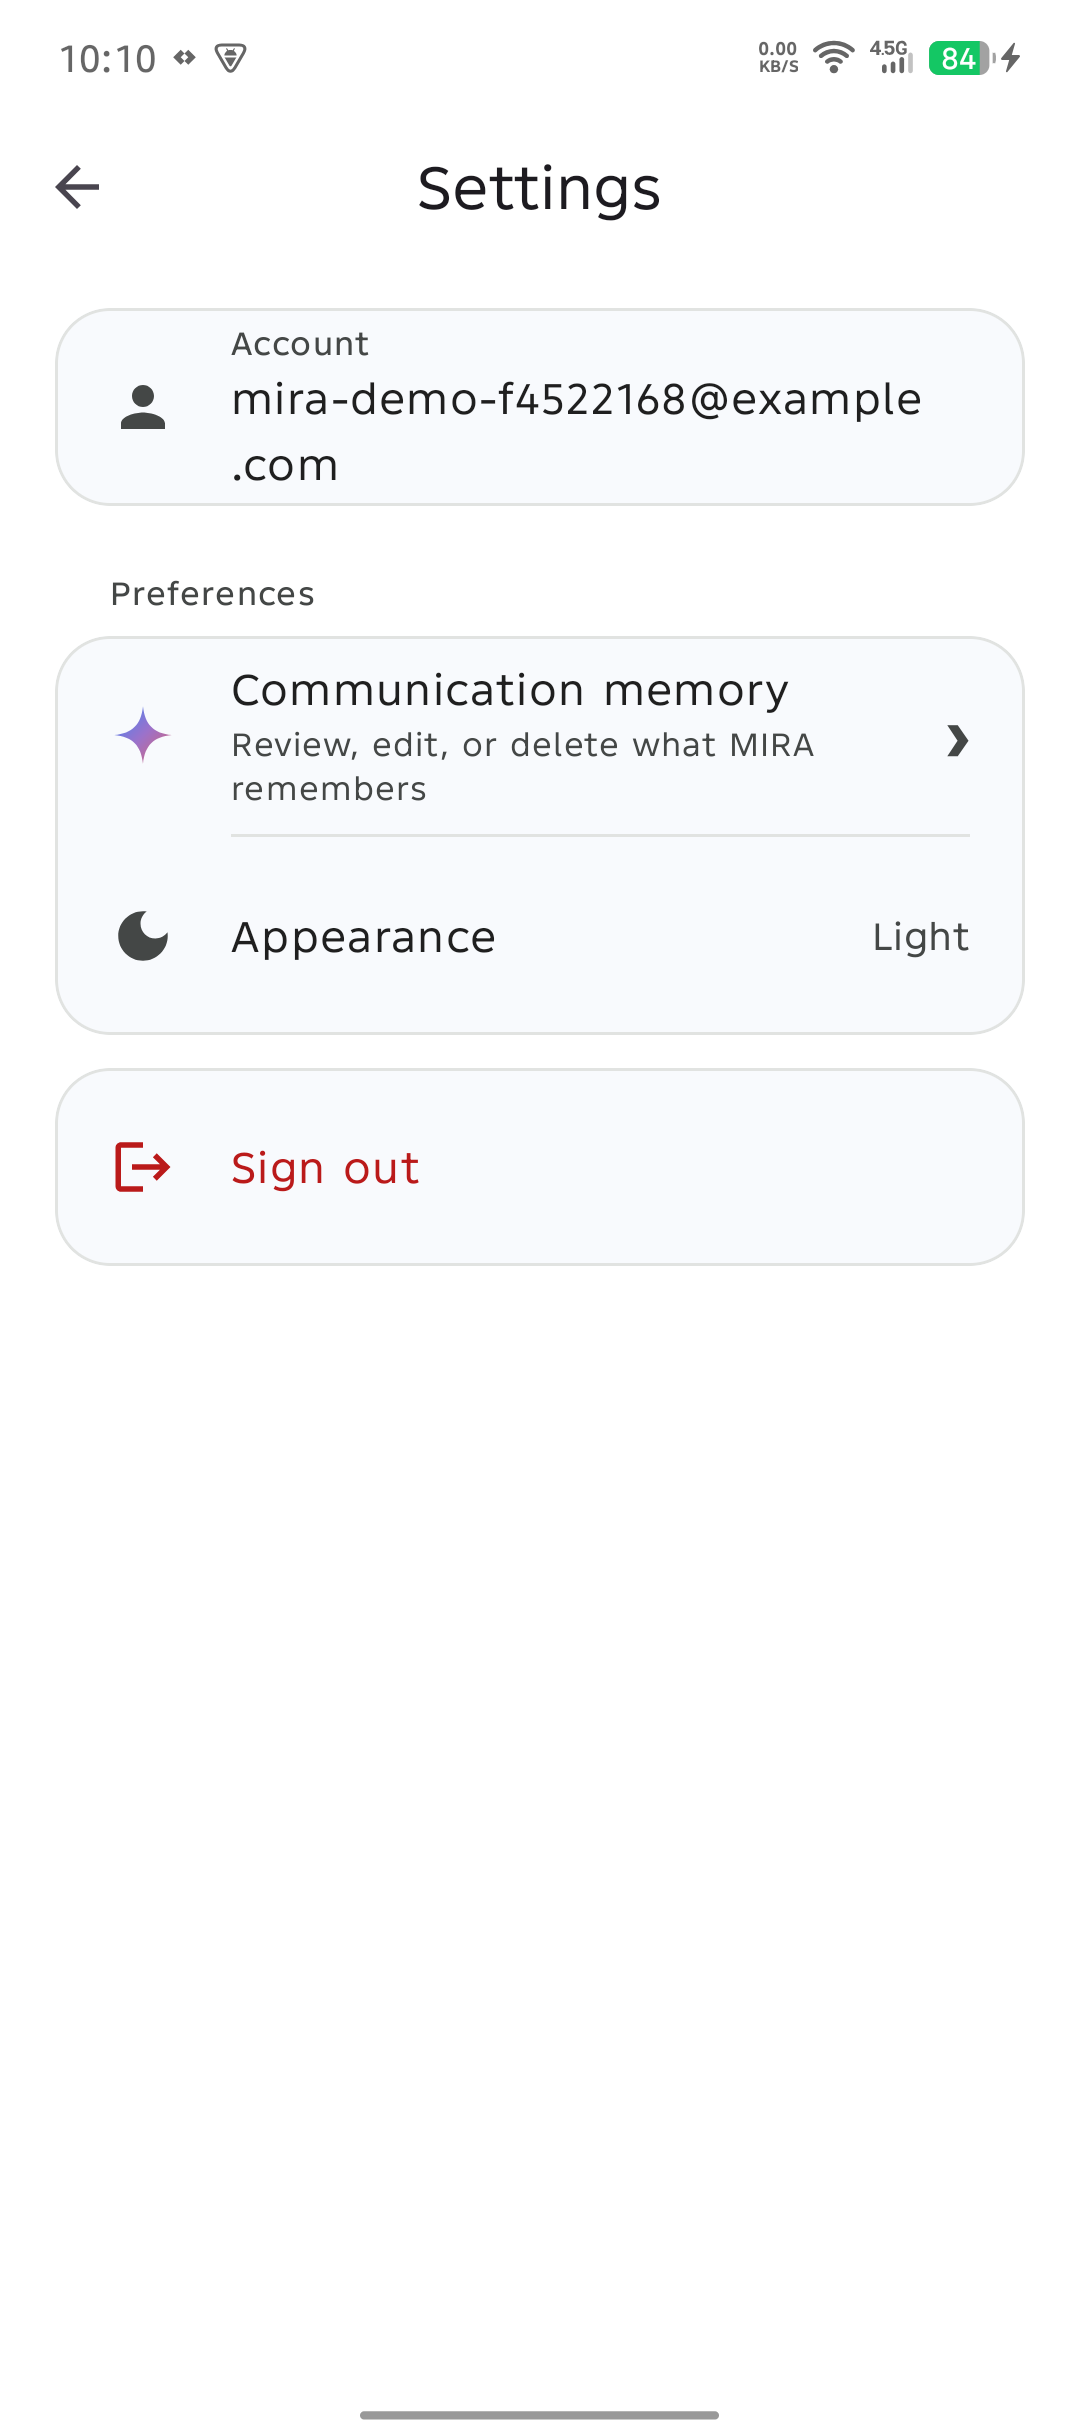 10:10
0.00
KB/S
4.5G
84
Settings
Account
mira-demo-f4522168@example
.com
Preferences
Communication memory
Review, edit, or delete what MIRA
remembers
Appearance
Light
Sign out